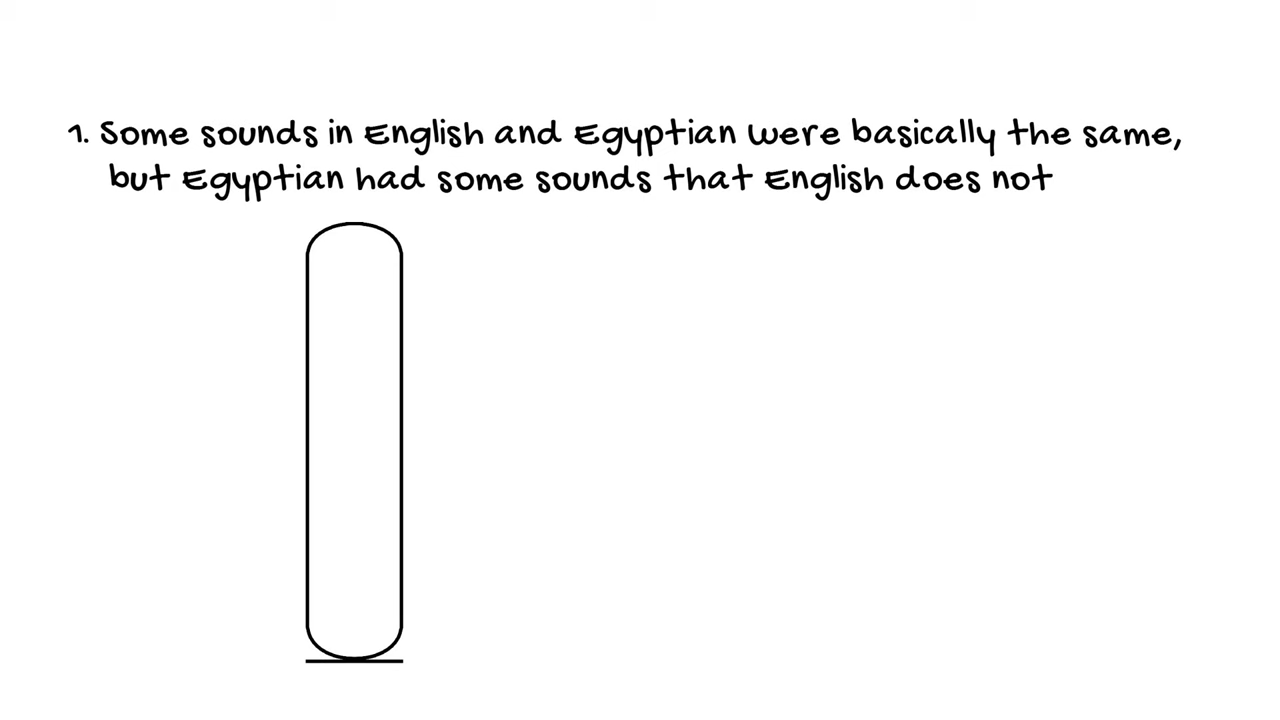 1. Some sounds in English and Egyptian were basically the same,
but Egyptian had some sounds that English does not